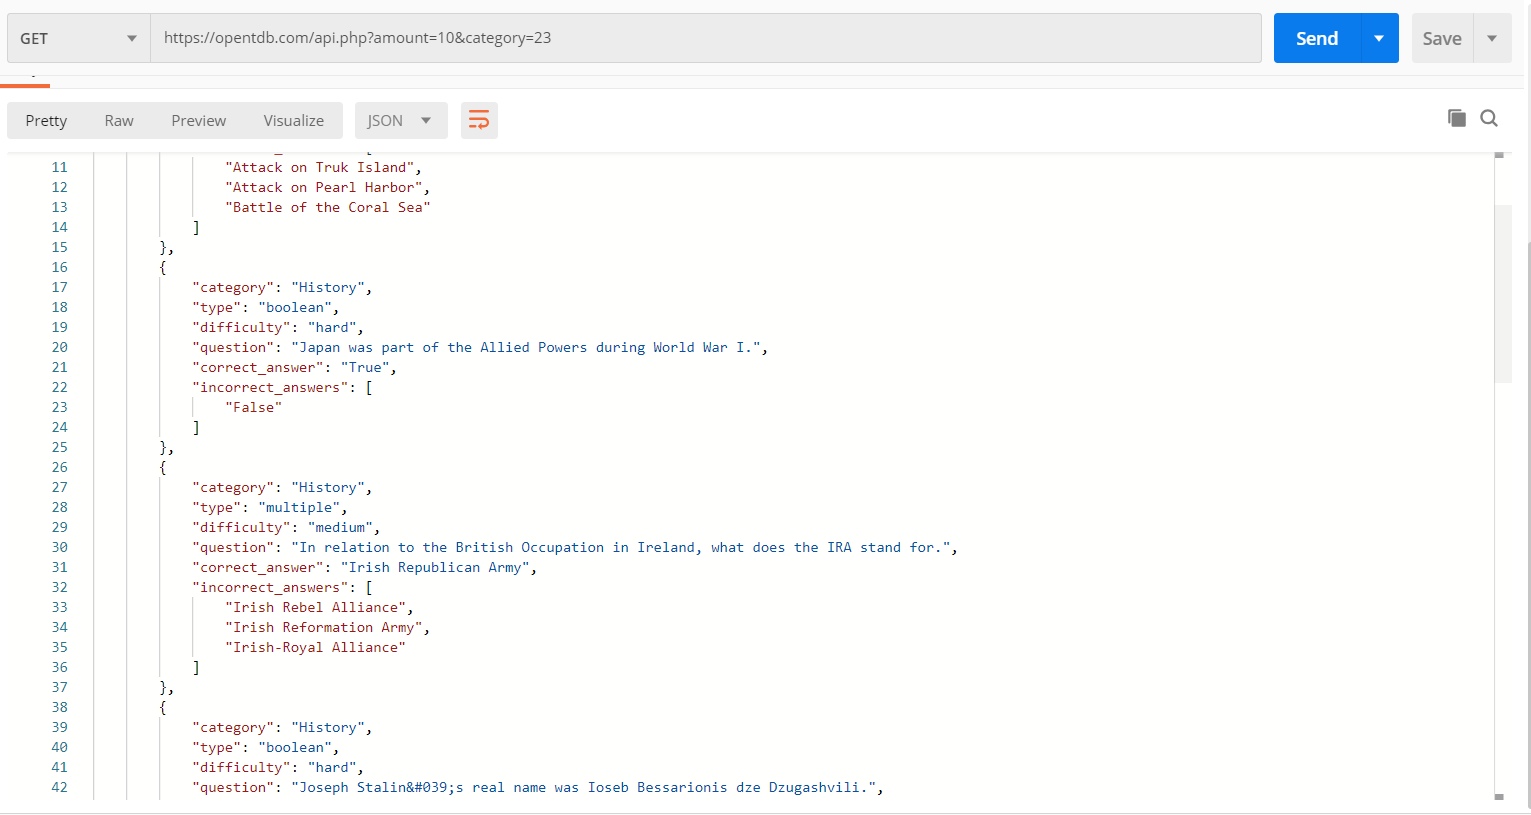 GET https://opentdb.com/api.php?amount=10&category=23 Send Save
Pretty Raw Preview Visualize JSON
11 "Attack on Truk Island",
12 "Attack on Pearl Harbor",
13 "Battle of the Coral Sea"
14 ]
15 },
16 {
17 "category": "History",
18 "type": "boolean",
19 "difficulty": "hard",
20 "question": "Japan was part of the Allied Powers during World War I.",
21 "correct_answer": "True",
22 "incorrect_answers": [
23 "False"
24 ]
25 },
26 {
27 "category": "History",
28 "type": "multiple",
29 "difficulty": "medium",
30 "question": "In relation to the British Occupation in Ireland, what does the IRA stand for.",
31 "correct_answer": "Irish Republican Army",
32 "incorrect_answers": [
33 "Irish Rebel Alliance",
34 "Irish Reformation Army",
35 "Irish-Royal Alliance"
36 ]
37 },
38 {
39 "category": "History",
40 "type": "boolean",
41 "difficulty": "hard",
42 "question": "Joseph Stalin&#039;s real name was Ioseb Bessarionis dze Dzugashvili.",